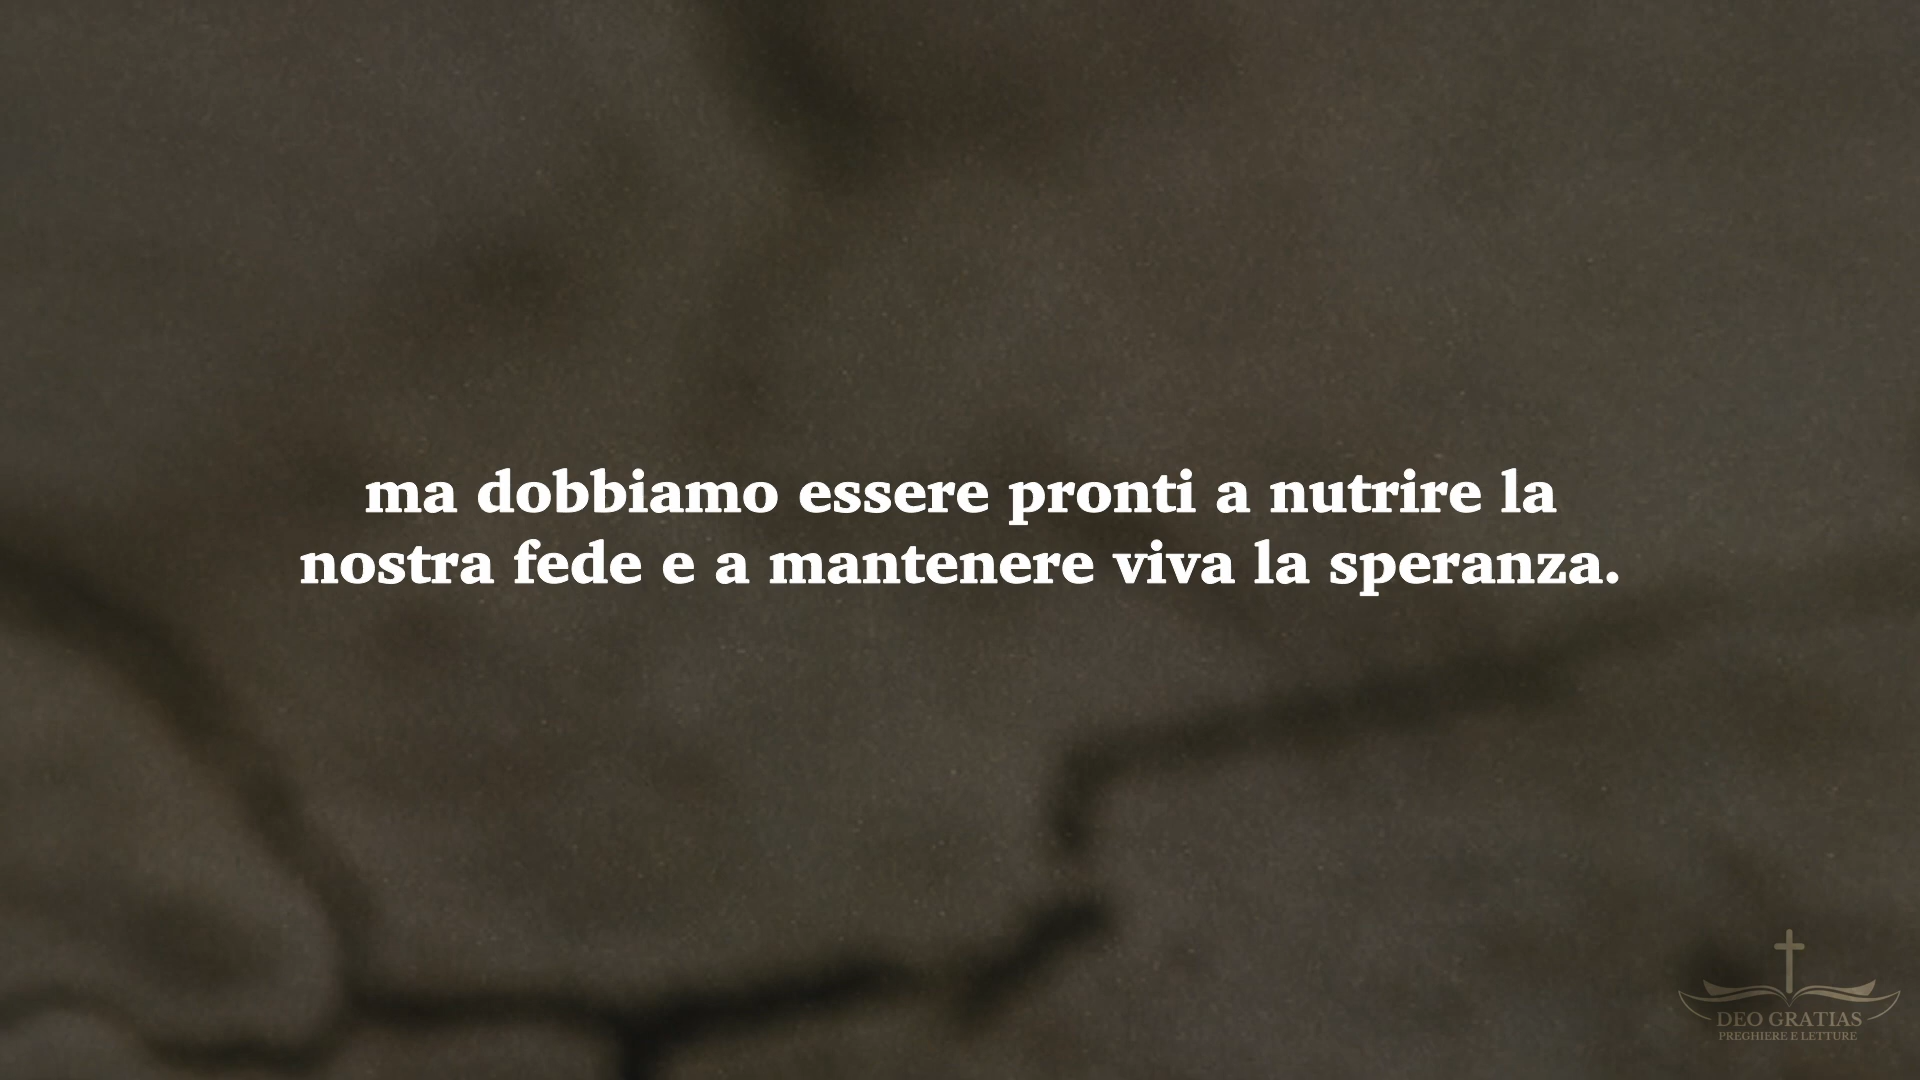 ma dobbiamo essere pronti a nutrire la
nostra fede e a mantenere viva la speranza.
DEO GRATIAS
PREGHIERE E LETTURE